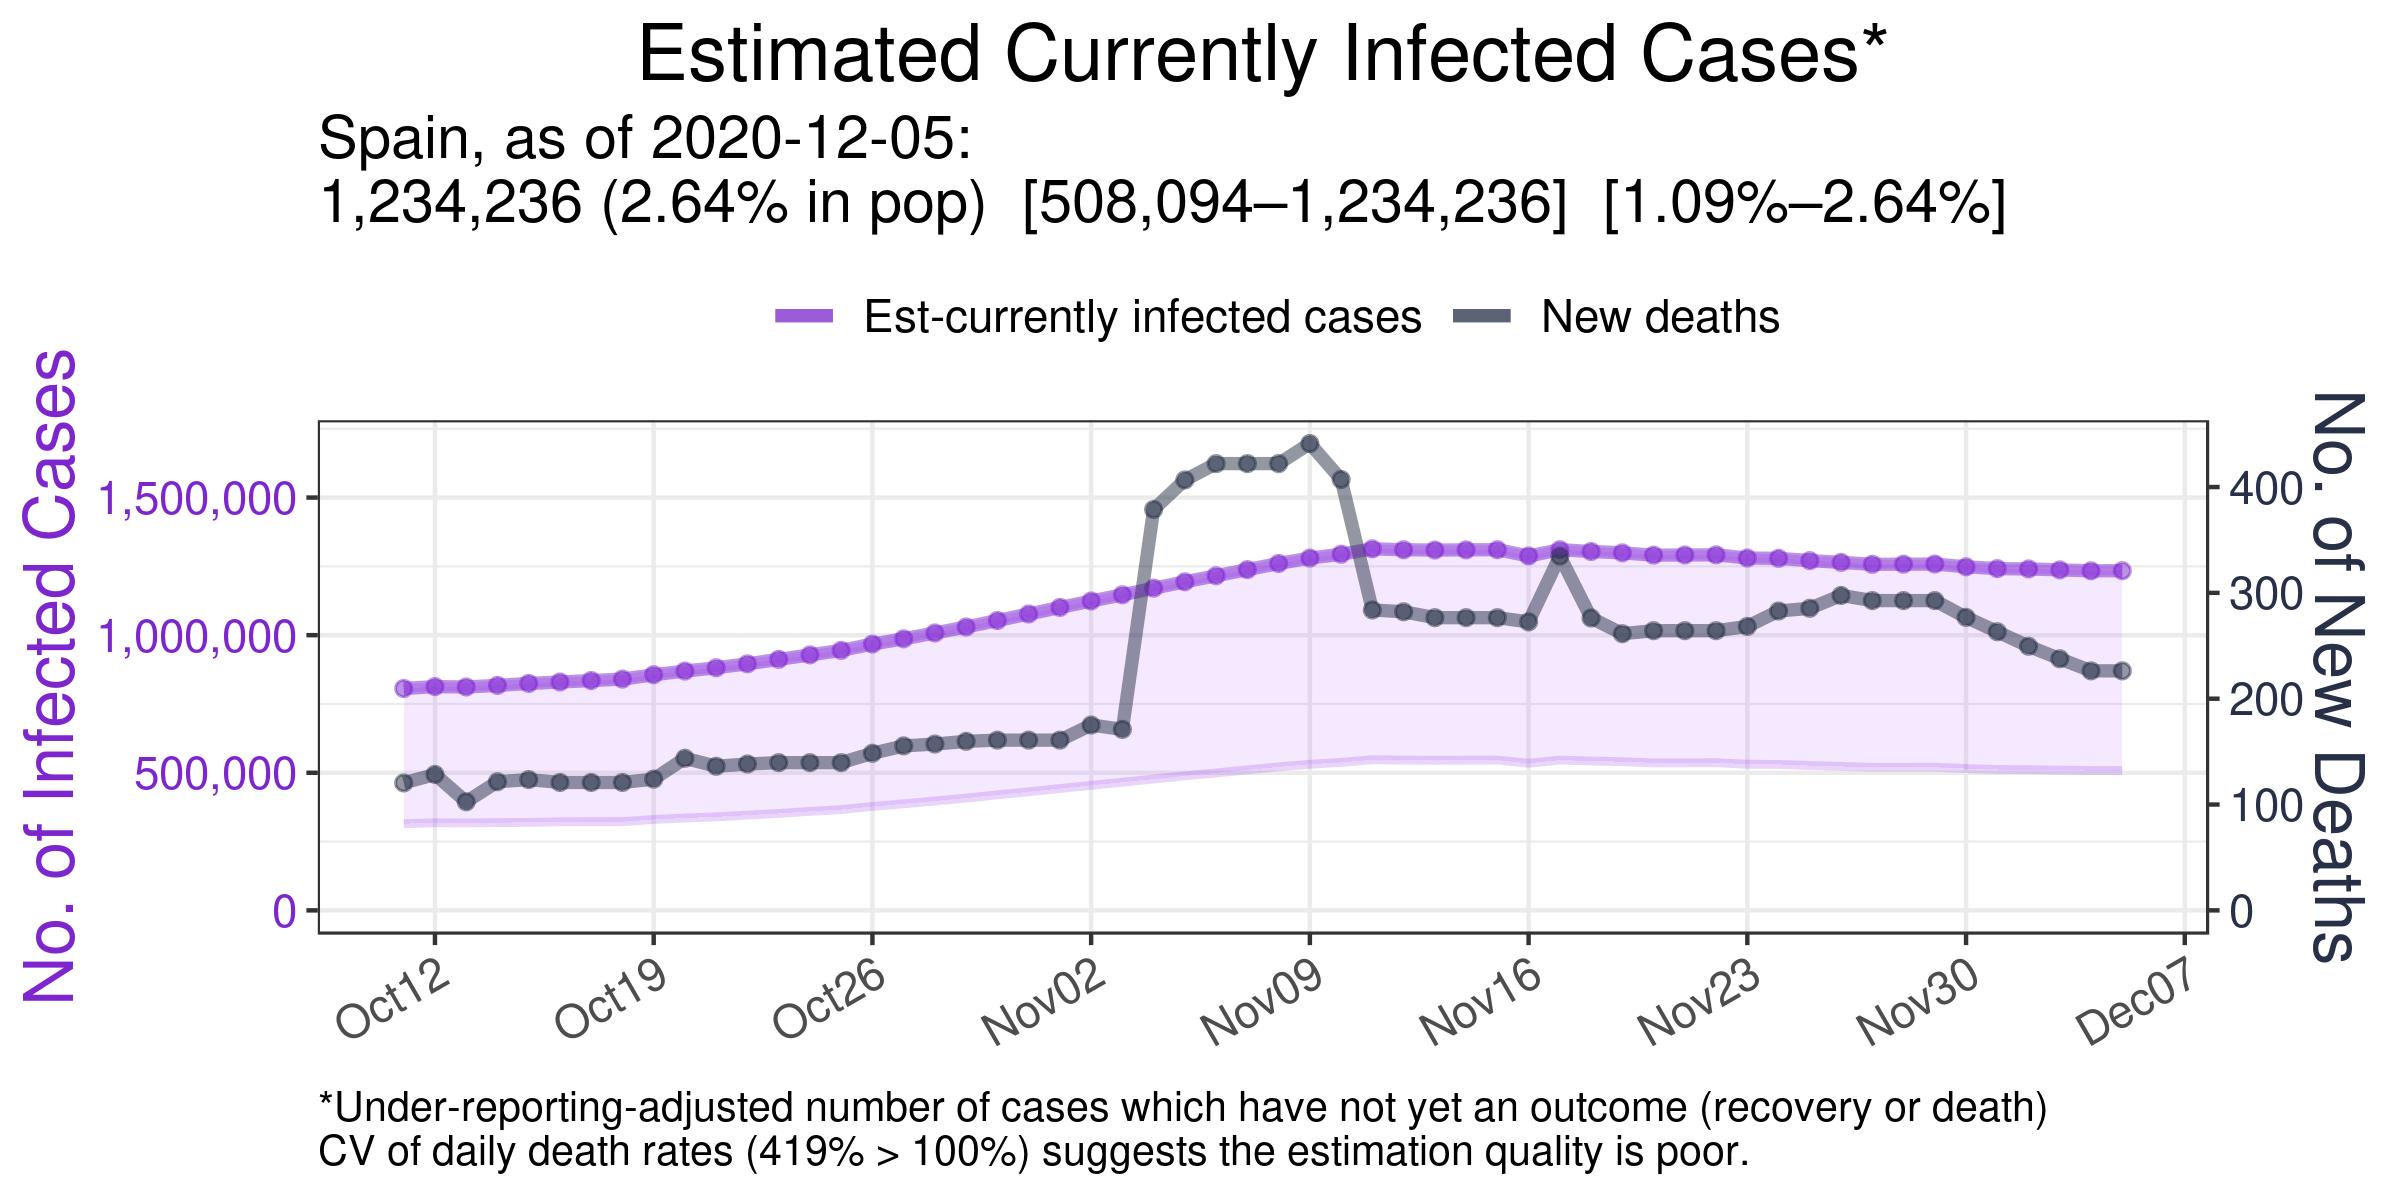 Estimated Currently Infected Cases*
Spain, as of 2020-12-05:
1,234,236 (2.64% in pop)  [508,094–1,234,236]  [1.09%–2.64%]
Est-currently infected cases
New deaths
No. of Infected Cases
1,500,000
1,000,000
500,000
0
400
300
200
100
0
No. of New Deaths
Oct12
Oct19
Oct26
Nov02
Nov09
Nov16
Nov23
Nov30
Dec07
*Under-reporting-adjusted number of cases which have not yet an outcome (recovery or death)
CV of daily death rates (419% > 100%) suggests the estimation quality is poor.